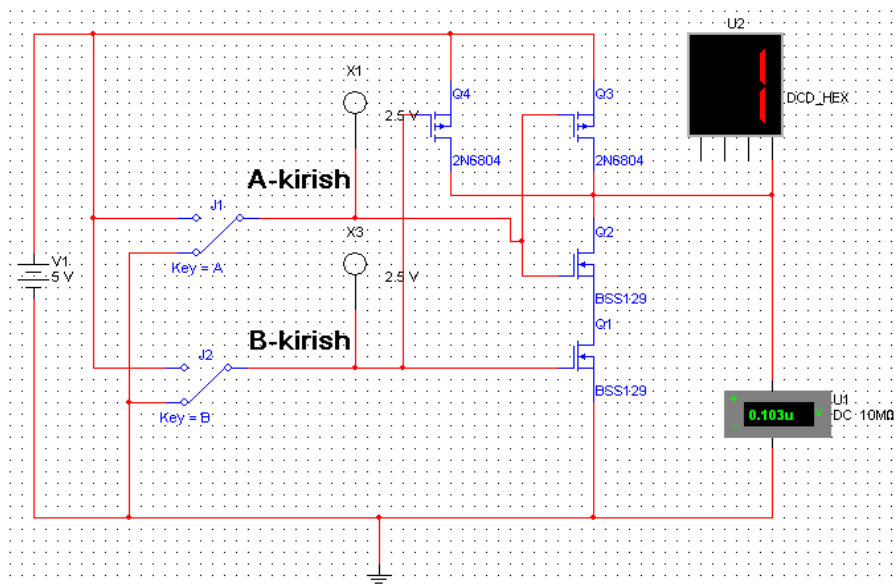 U2
X1
Q4
Q3
2.5 V
DCD_HEX
2N6804
2N6804
A-kirish
J1
X3
Q2
V1
5 V
Key = A
2.5 V
BSS129
Q1
B-kirish
J2
BSS129
Key = B
U1
+
0.103u
V
DC 10MΩ
-